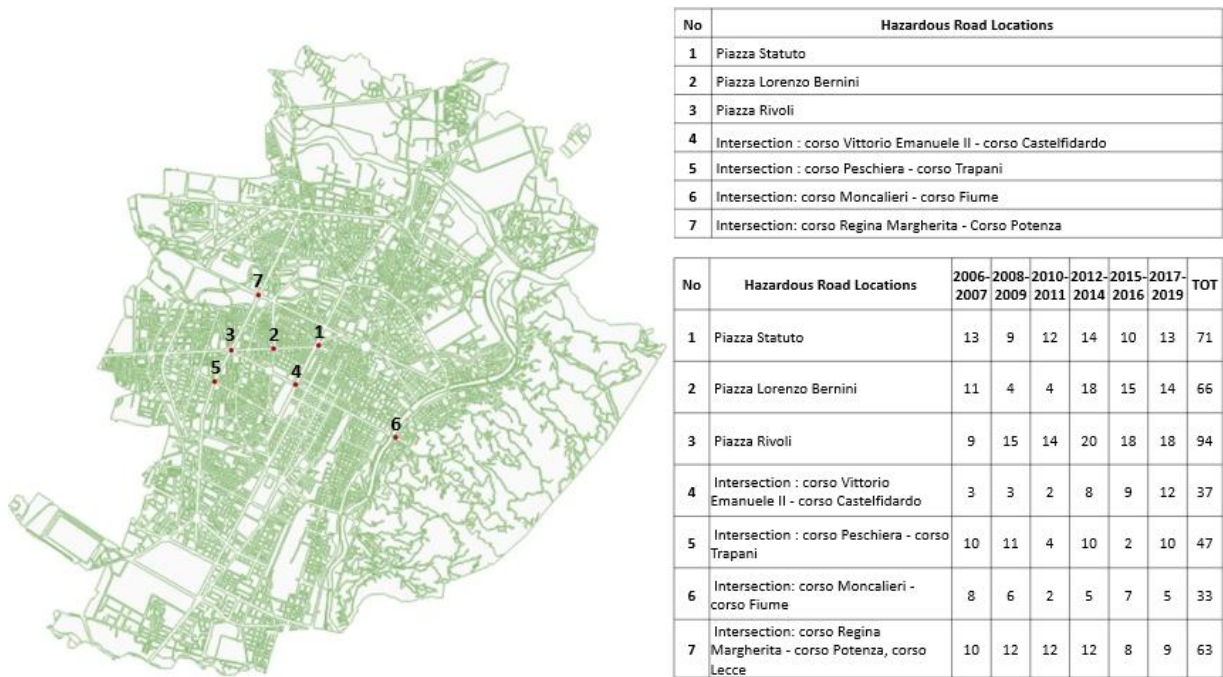 7
3
2
1
5
4
6
No Hazardous Road Locations
1 Piazza Statuto
2 Piazza Lorenzo Bernini
3 Piazza Rivoli
4 Intersection : corso Vittorio Emanuele II - corso Castelfidardo
5 Intersection : corso Peschiera - corso Trapani
6 Intersection: corso Moncalieri - corso Fiume
7 Intersection: corso Regina Margherita - Corso Potenza
No Hazardous Road Locations 2006-2007 2008-2009 2010-2011 2012-2014 2015-2016 2017-2019 TOT
1 Piazza Statuto 13 9 12 14 10 13 71
2 Piazza Lorenzo Bernini 11 4 4 18 15 14 66
3 Piazza Rivoli 9 15 14 20 18 18 94
4 Intersection : corso Vittorio
Emanuele II - corso Castelfidardo 3 3 2 8 9 12 37
5 Intersection : corso Peschiera - corso
Trapani 10 11 4 10 2 10 47
6 Intersection: corso Moncalieri -
corso Fiume 8 6 2 5 7 5 33
7 Intersection: corso Regina
Margherita - corso Potenza, corso
Lecce 10 12 12 12 8 9 63